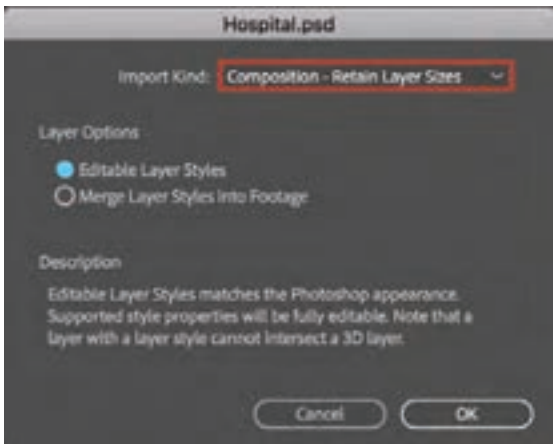 Hospital.psd
Import Kind: Composition - Retain Layer Sizes
Layer Options
Editable Layer Styles
Merge Layer Styles into Footage
Description
Editable Layer Styles matches the Photoshop appearance.
Supported style properties will be fully editable. Note that a
layer with a layer style cannot intersect a 3D layer.
Cancel OK